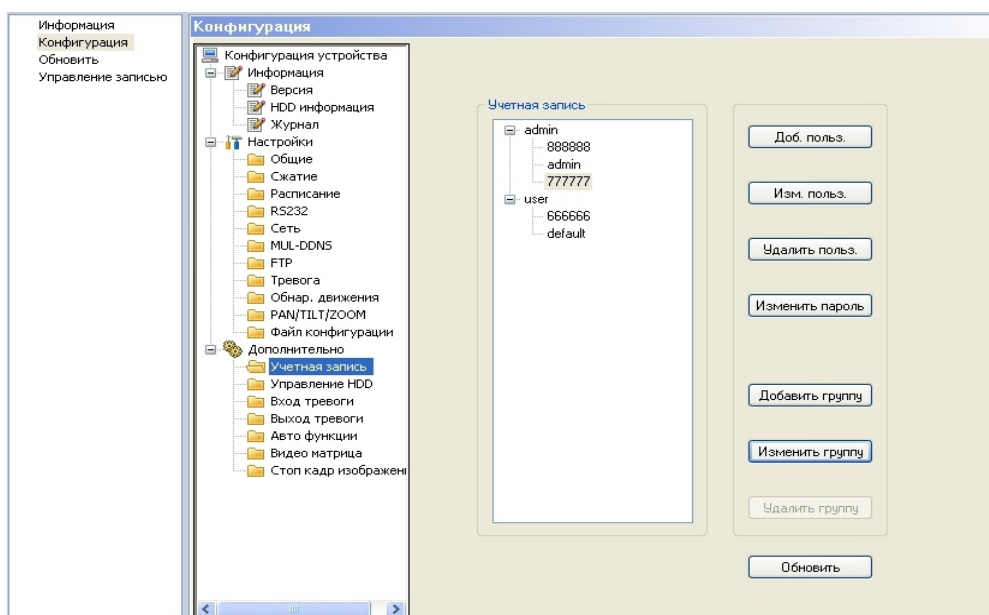 Информация
Конфигурация
Обновить
Управление записью
Конфигурация
Конфигурация устройства
Информация
Версия
HDD информация
Журнал
Настройки
Общие
Сжатие
Расписание
RS232
Сеть
MUL-DDNS
FTP
Тревога
Обнар. движения
PAN/TILT/ZOOM
Файл конфигурации
Дополнительно
Учетная запись
Управление HDD
Вход тревоги
Выход тревоги
Авто функции
Видео матрица
Стоп кадр изображени
Учетная запись
admin
888888
admin
777777
user
666666
default
Доб. польз.
Изм. польз.
Удалить польз.
Изменить пароль
Добавить группу
Изменить группу
Удалить группу
Обновить